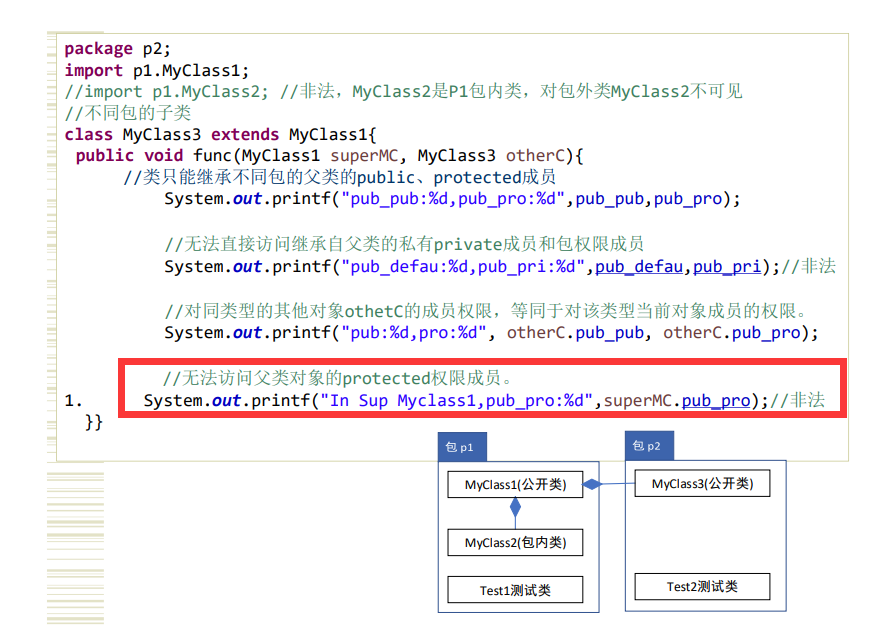 package p2;
import p1.MyClass1;
//import p1.MyClass2; //非法，MyClass2是P1包内类，对包外类MyClass2不可见
//不同包的子类
class MyClass3 extends MyClass1{
public void func(MyClass1 superMC, MyClass3 otherC){
//类只能继承不同包的父类的public、protected成员
System.out.printf("pub_pub:%d,pub_pro:%d",pub_pub,pub_pro);
//无法直接访问继承自父类的私有private成员和包权限成员
System.out.printf("pub_defau:%d,pub_pri:%d",pub_defau,pub_pri);//非法
//对同类型的其他对象othetC的成员权限，等同于对该类型当前对象成员的权限。
System.out.printf("pub:%d,pro:%d", otherC.pub_pub, otherC.pub_pro);
//无法访问父类对象的protected权限成员。
1. System.out.printf("In Sup Myclass1,pub_pro:%d",superMC.pub_pro);//非法
}}
包 p1
MyClass1(公开类)
MyClass2(包内类)
Test1测试类
包 p2
MyClass3(公开类)
Test2测试类